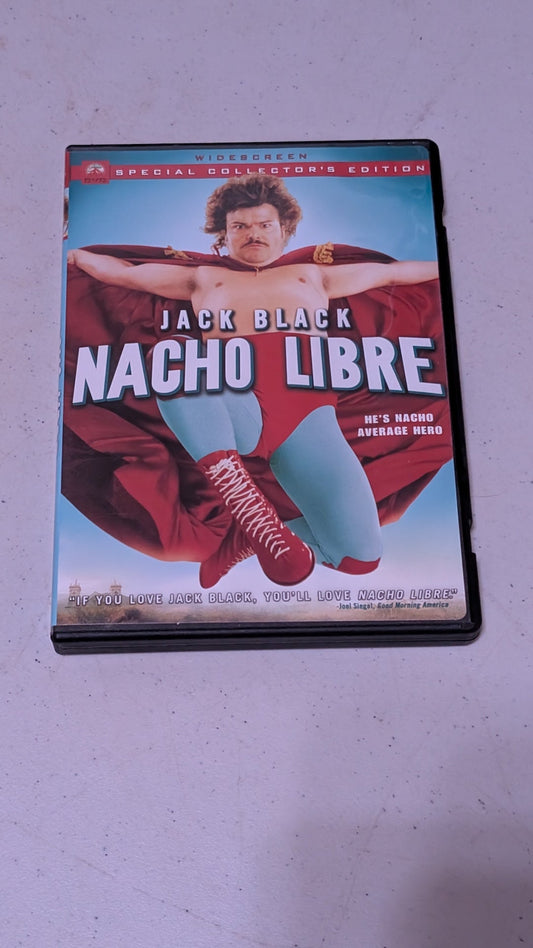 WIDESCREEN
DVD
SPECIAL COLLECTOR'S EDITION
JACK BLACK
NACHO LIBRE
HE'S NACHO
AVERAGE HERO
"IF YOU LOVE JACK BLACK, YOU'LL LOVE NACHO LIBRE."
-Joel Siegel, Good Morning America